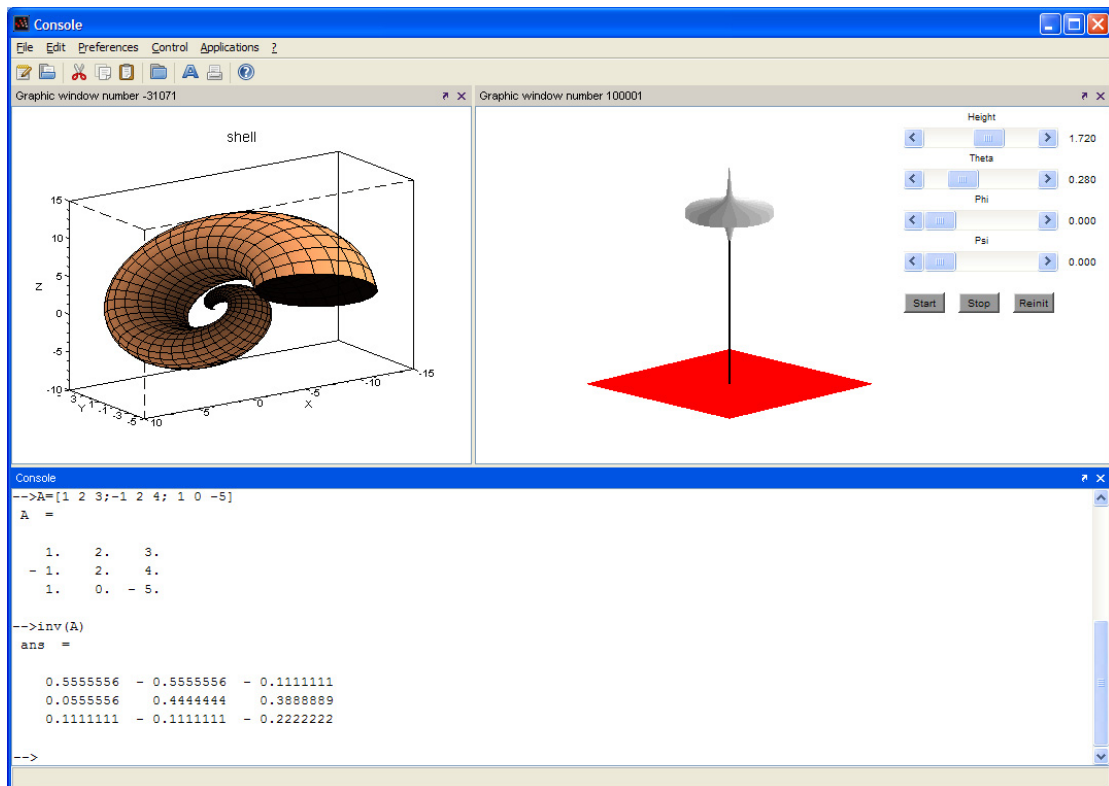 Console
File Edit Preferences Control Applications ?
Graphic window number -31071
shell
15
10
5
0
-5
-10
Z
3 1 -1 -3 -5
Y
10 5 0 -5 -10 -15
X
Graphic window number 100001
Height
1.720
Theta
0.280
Phi
0.000
Psi
0.000
Start Stop Reinit
Console
-->A=[1 2 3;-1 2 4; 1 0 -5]
A =
1. 2. 3.
- 1. 2. 4.
1. 0. - 5.
-->inv(A)
ans =
0.5555556 - 0.5555556 - 0.1111111
0.0555556 0.4444444 0.3888889
0.1111111 - 0.1111111 - 0.2222222
-->